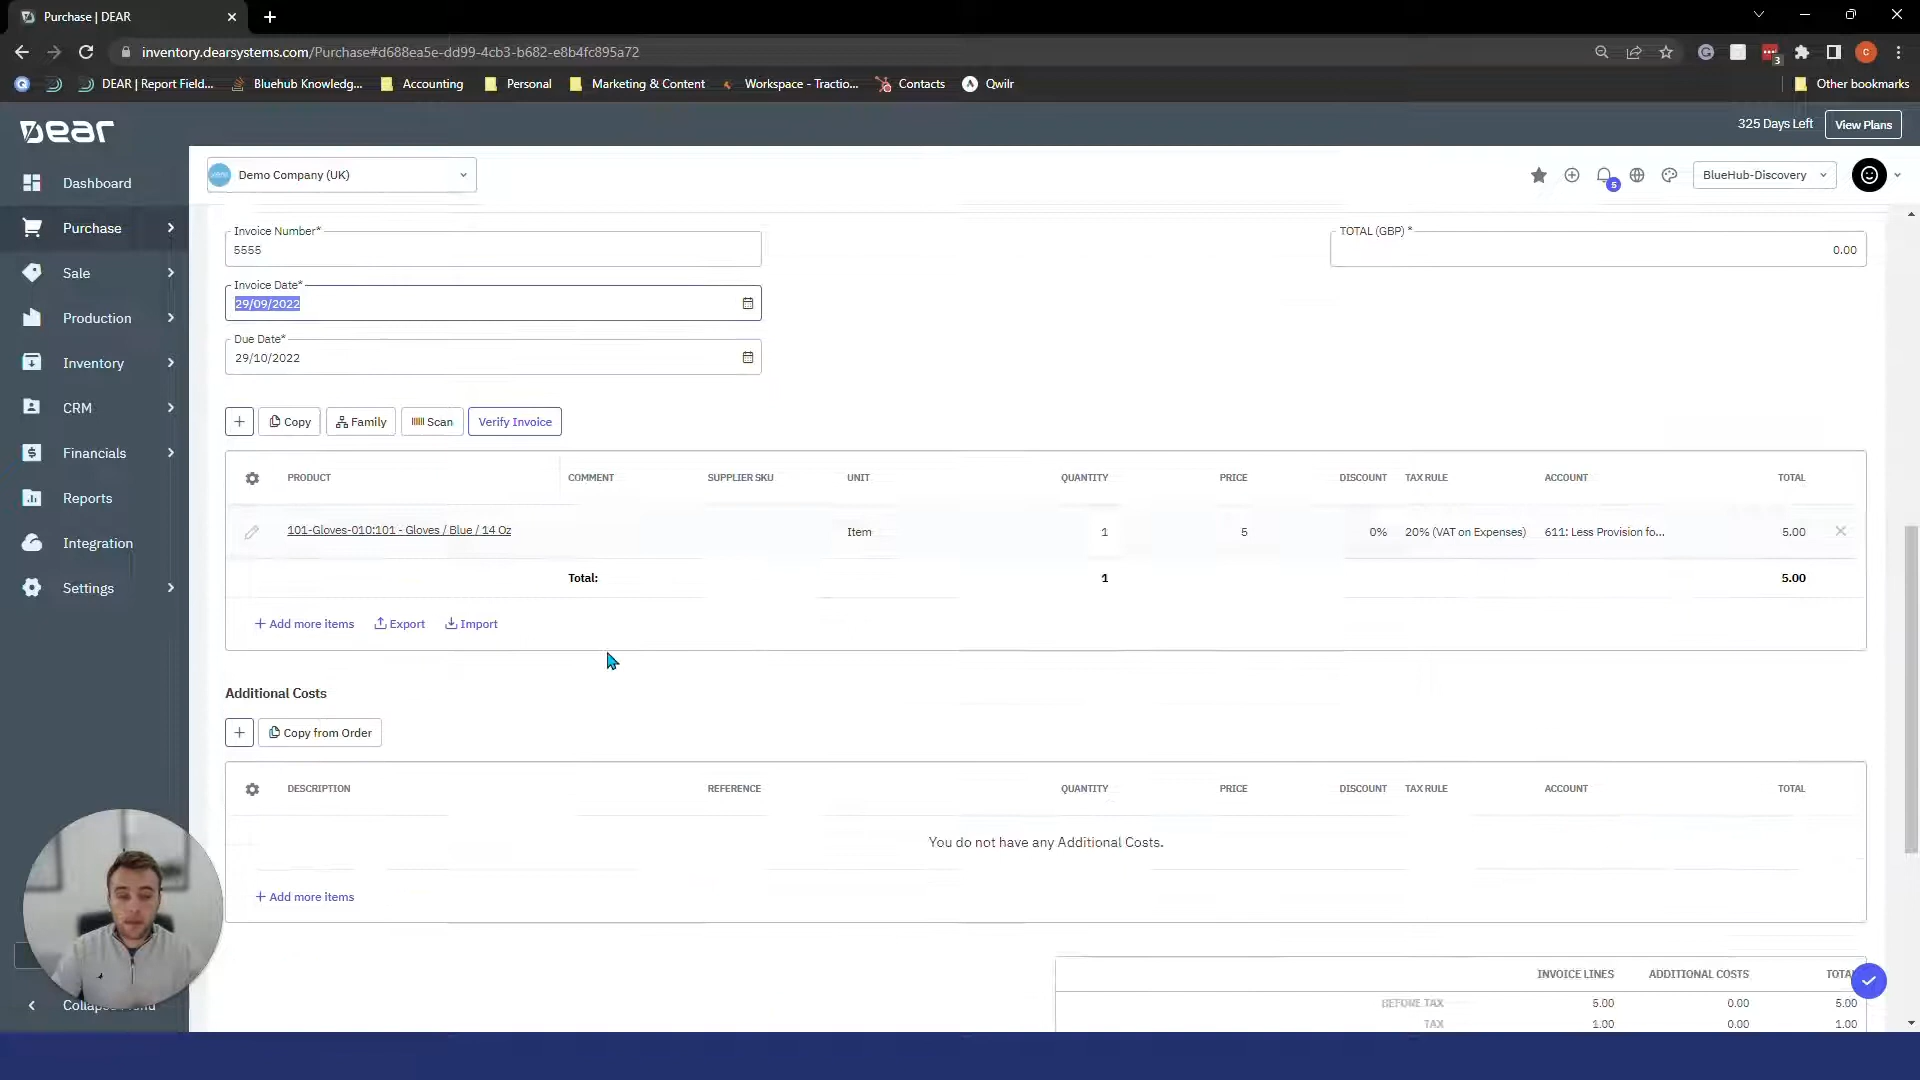 Purchase | DEAR
inventory.dearsystems.com/Purchase#d688ea5e-dd99-4cb3-b682-e8b4fc895a72
3
DEAR | Report Field...
Bluehub Knowledg...
Accounting
Personal
Marketing & Content
Workspace - Tractio...
Contacts
Qwilr
Other bookmarks
Dear
325 Days Left
View Plans
Dashboard
Purchase
Sale
Production
Inventory
CRM
Financials
Reports
Integration
Settings
Demo Company (UK)
5
BlueHub-Discovery
Invoice Number*
5555
TOTAL (GBP) *
0.00
Invoice Date*
29/09/2022
Due Date*
29/10/2022
+ Copy Family Scan Verify Invoice
PRODUCT COMMENT SUPPLIER SKU UNIT QUANTITY PRICE DISCOUNT TAX RULE ACCOUNT TOTAL
101-Gloves-010:101 - Gloves / Blue / 14 Oz Item 1 5 0% 20% (VAT on Expenses) 611: Less Provision fo... 5.00
Total: 1 5.00
+ Add more items Export Import
Additional Costs
+ Copy from Order
DESCRIPTION REFERENCE QUANTITY PRICE DISCOUNT TAX RULE ACCOUNT TOTAL
You do not have any Additional Costs.
+ Add more items
INVOICE LINES ADDITIONAL COSTS TOTA
BEFORE TAX 5.00 0.00 5.00
TAX 1.00 0.00 1.00